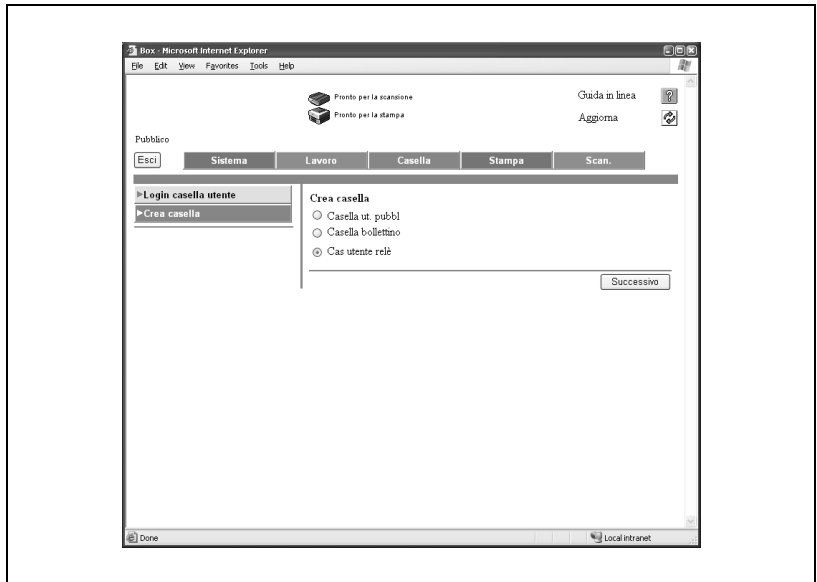 Box - Microsoft Internet Explorer
File Edit View Favorites Tools Help
Pronto per la scansione
Guida in linea
Pronto per la stampa
Aggiorna
Pubblico
Esci Sistema Lavoro Casella Stampa Scan.
Login casella utente
Crea casella
Crea casella
Casella ut. pubbl
Casella bollettino
Cas utente relè
Successivo
Done Local intranet